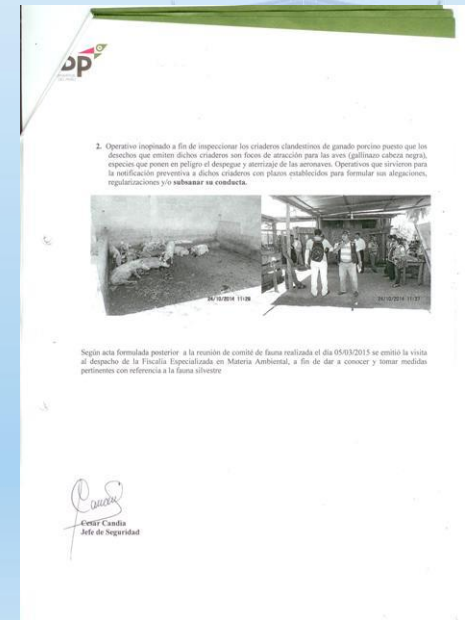 2. Operativo inopinado a fin de impeccionar los criaderos clandestinos de ganado porcino puesto que los
desechos que emiten dichos criaderos son focos de atracción para las aves (gallinazo cabeza negra),
especies que ponen en peligro el despegue y aterrizaje de las aeronaves. Operativos que sirvieron para
la notificación preventiva a dichos criaderos con plazos establecidos para formular sus alegaciones,
regularizaciones y/o subsanar su conducta.
04/10/2014 11:28
04/10/2014 11:37
Según acta formulada posterior a la reunión de comité de fauna realizada el día 05/03/2015 se emitió la visita
al despacho de la Fiscalía Especializada en Materia Ambiental, a fin de dar a conocer y tomar medidas
pertinentes con referencia a la fauna silvestre
Cesar Candia
Jefe de Seguridad